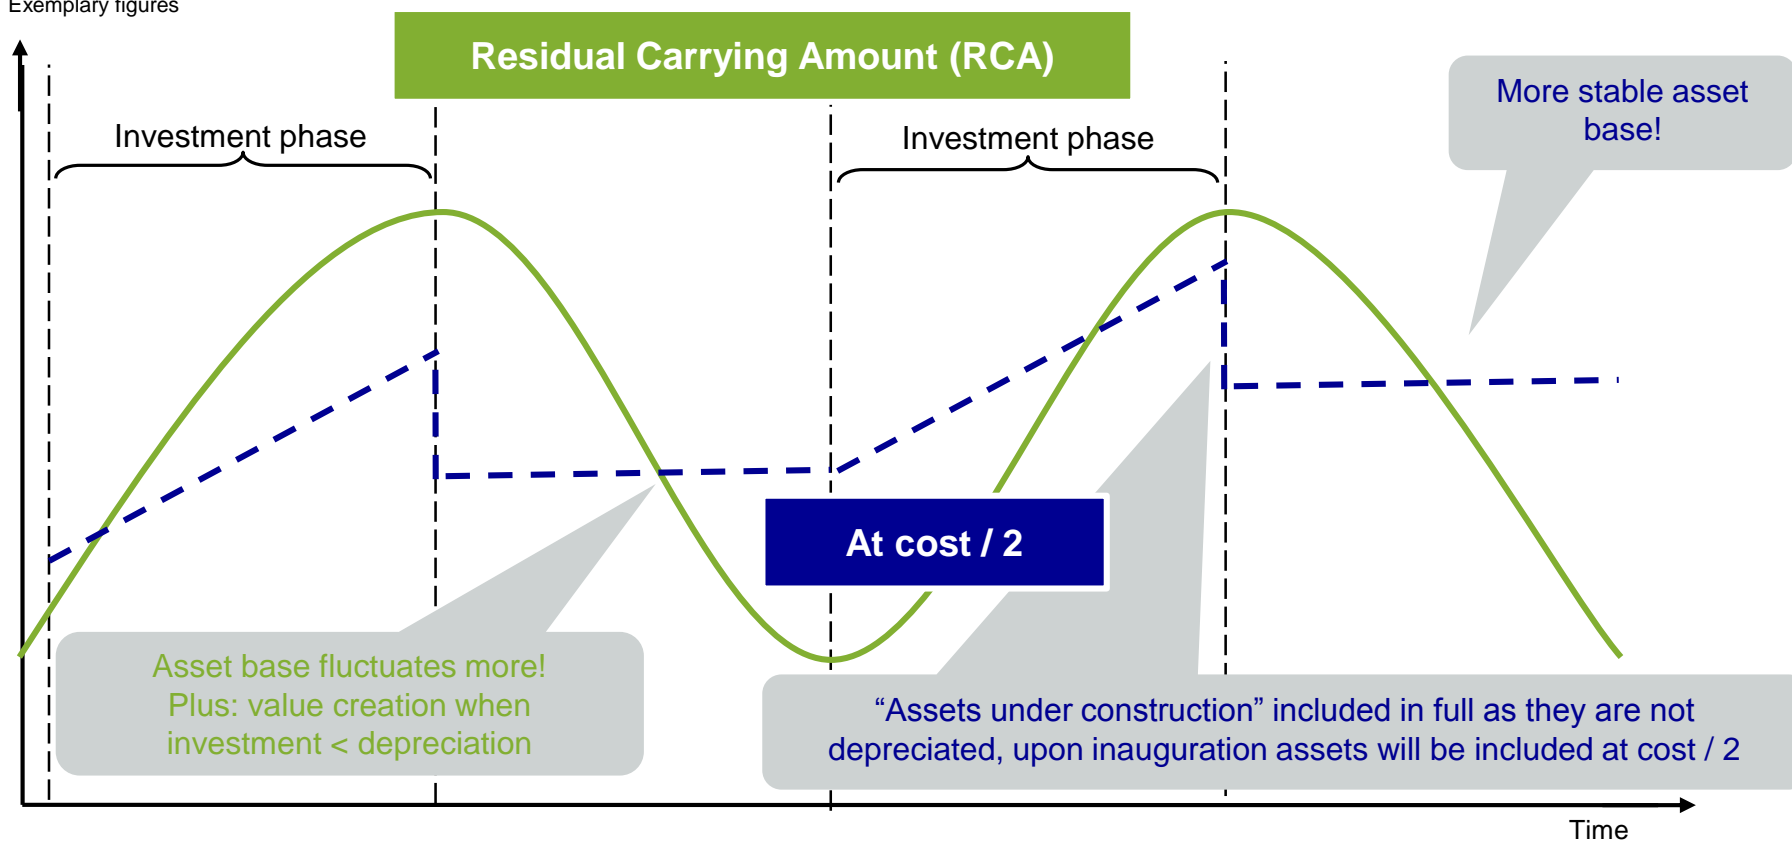 Exemplary figures
Residual Carrying Amount (RCA)
Investment phase
Investment phase
More stable asset
base!
At cost / 2
Asset base fluctuates more!
Plus: value creation when
investment < depreciation
“Assets under construction” included in full as they are not
depreciated, upon inauguration assets will be included at cost / 2
Time